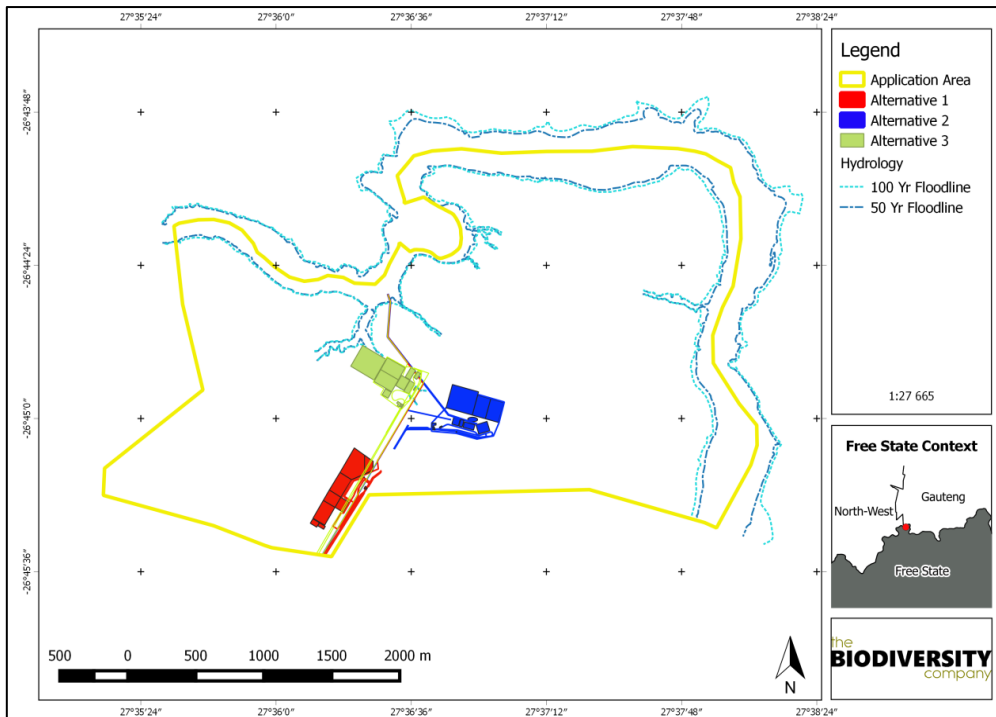 27°35'24" 27°36'0" 27°36'36" 27°37'12" 27°37'48" 27°38'24"
-26°43'48"
-26°44'24"
-26°45'0"
-26°45'36"
Legend
Application Area
Alternative 1
Alternative 2
Alternative 3
Hydrology
100 Yr Floodline
50 Yr Floodline
1:27 665
Free State Context
Gauteng
North-West
Free State
the
BIODIVERSITY
company
500 0 500 1000 1500 2000 m
N
27°35'24" 27°36'0" 27°36'36" 27°37'12" 27°37'48" 27°38'24"